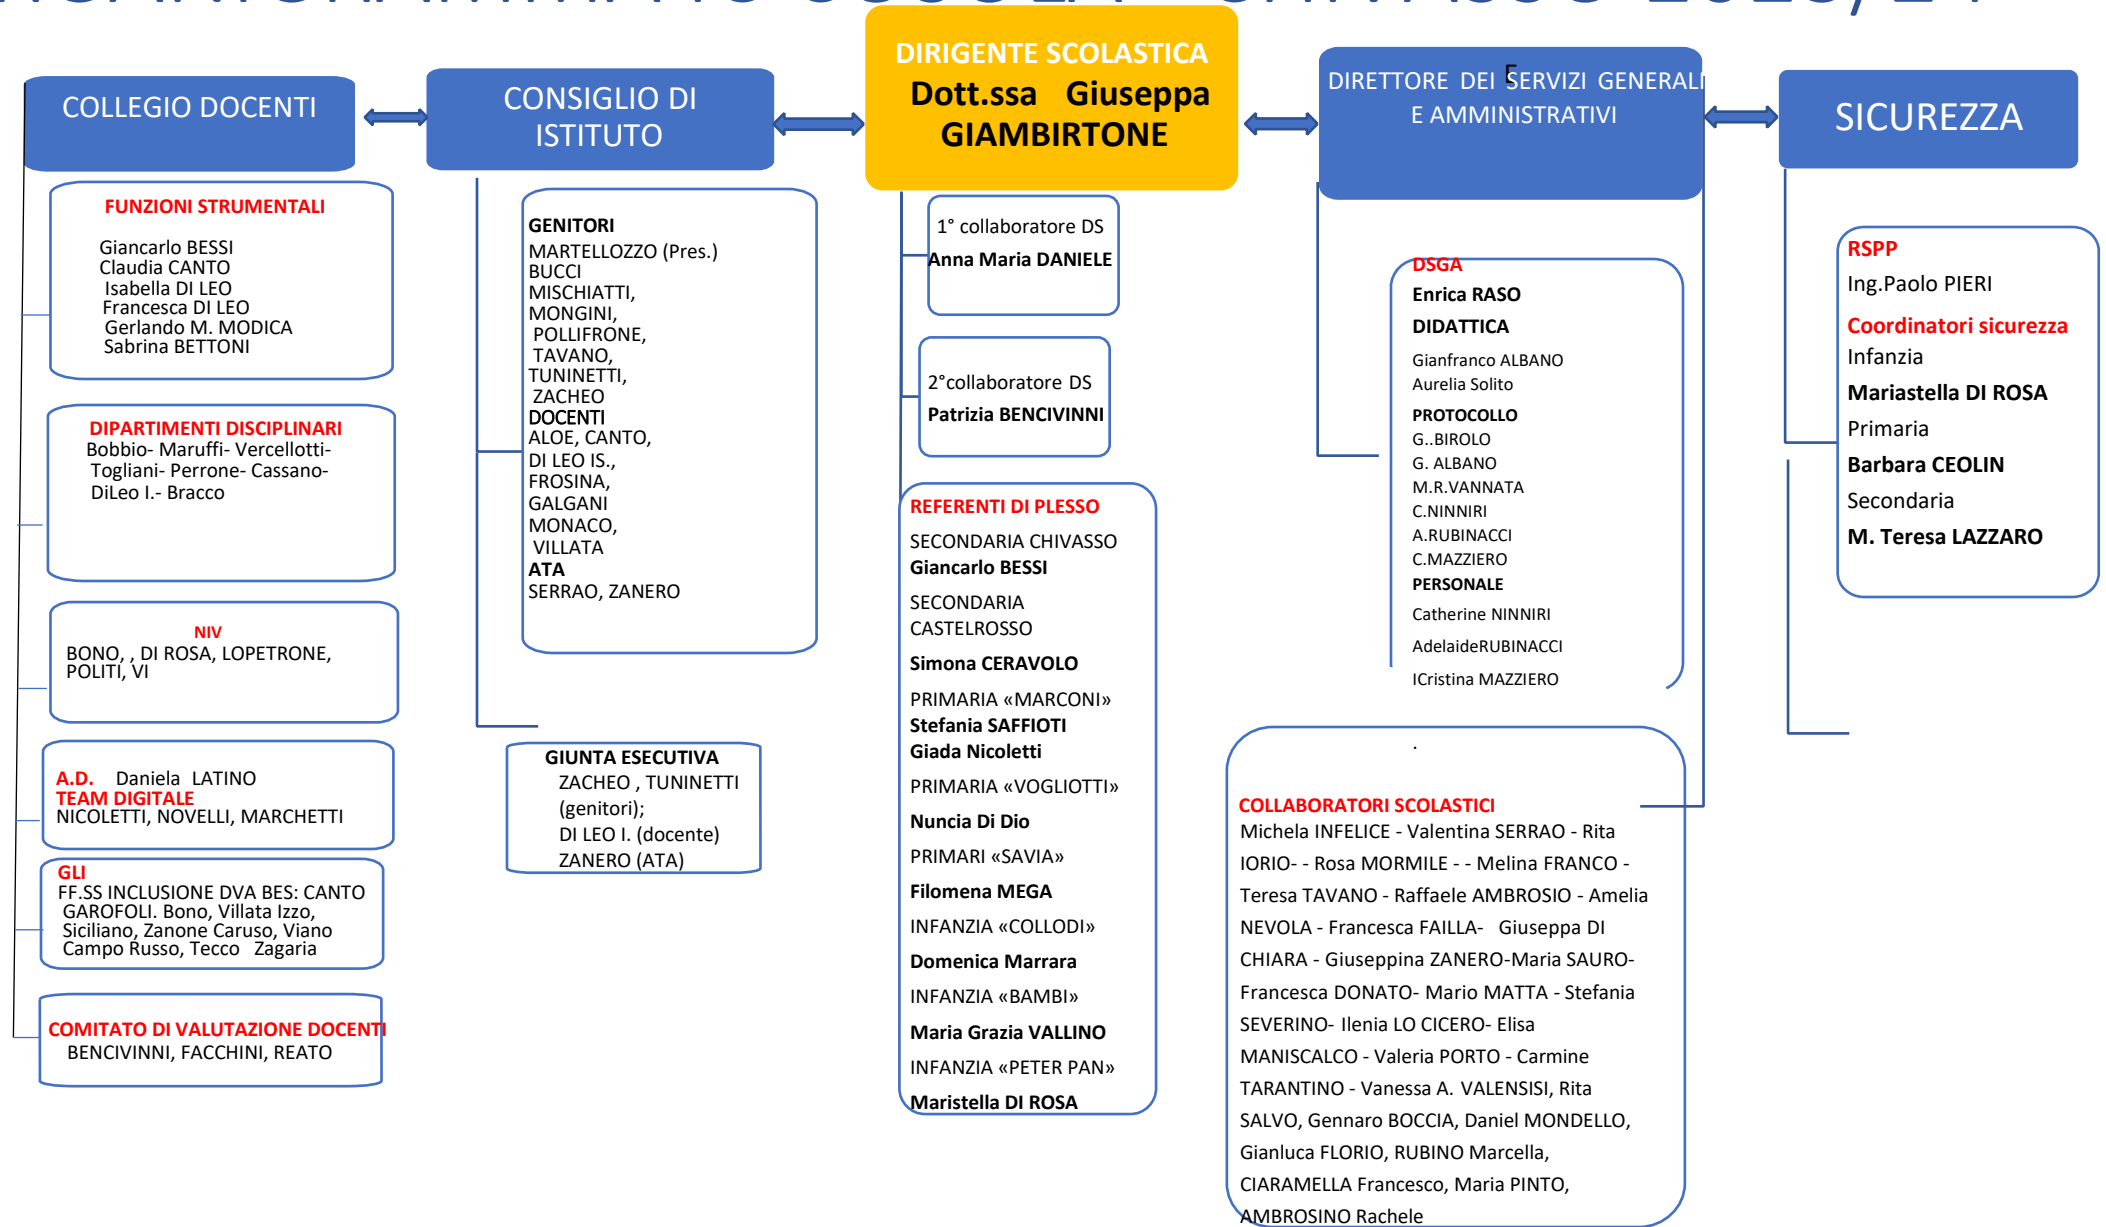 COLLEGIO DOCENTI
FUNZIONI STRUMENTALI
Giancarlo BESSI
Claudia CANTO
Isabella DI LEO
Francesca DI LEO
Gerlando M. MODICA
Sabrina BETTONI
DIPARTIMENTI DISCIPLINARI
Bobbio- Maruffi- Vercellotti-
Togliani- Perrone- Cassano-
DiLeo I.- Bracco
NIV
BONO, , DI ROSA, LOPETRONE,
POLITI, VI
A.D. Daniela LATINO
TEAM DIGITALE
NICOLETTI, NOVELLI, MARCHETTI
GLI
FF.SS INCLUSIONE DVA BES: CANTO
GAROFOLI. Bono, Villata Izzo,
Siciliano, Zanone Caruso, Viano
Campo Russo, Tecco Zagaria
COMITATO DI VALUTAZIONE DOCENTI
BENCIVINNI, FACCHINI, REATO
CONSIGLIO DI
ISTITUTO
GENITORI
MARTELLOZZO (Pres.)
BUCCI
MISCHIATTI,
MONGINI,
POLLIFRONE,
TAVANO,
TUNINETTI,
ZACHEO
DOCENTI
ALOE, CANTO,
DI LEO IS.,
FROSINA,
GALGANI
MONACO,
VILLATA
ATA
SERRAO, ZANERO
GIUNTA ESECUTIVA
ZACHEO , TUNINETTI
(genitori);
DI LEO I. (docente)
ZANERO (ATA)
DIRIGENTE SCOLASTICA
Dott.ssa Giuseppa
GIAMBIRTONE
1° collaboratore DS
Anna Maria DANIELE
2°collaboratore DS
Patrizia BENCIVINNI
REFERENTI DI PLESSO
SECONDARIA CHIVASSO
Giancarlo BESSI
SECONDARIA
CASTELROSSO
Simona CERAVOLO
PRIMARIA «MARCONI»
Stefania SAFFIOTI
Giada Nicoletti
PRIMARIA «VOGLIOTTI»
Nuncia Di Dio
PRIMARI «SAVIA»
Filomena MEGA
INFANZIA «COLLODI»
Domenica Marrara
INFANZIA «BAMBI»
Maria Grazia VALLINO
INFANZIA «PETER PAN»
Maristella DI ROSA
DIRETTORE DEI SERVIZI GENERALI
E AMMINISTRATIVI
DSGA
Enrica RASO
DIDATTICA
Gianfranco ALBANO
Aurelia Solito
PROTOCOLLO
G..BIROLO
G. ALBANO
M.R.VANNATA
C.NINNIRI
A.RUBINACCI
C.MAZZIERO
PERSONALE
Catherine NINNIRI
AdelaideRUBINACCI
ICristina MAZZIERO
.
COLLABORATORI SCOLASTICI
Michela INFELICE - Valentina SERRAO - Rita
IORIO- - Rosa MORMILE - - Melina FRANCO -
Teresa TAVANO - Raffaele AMBROSIO - Amelia
NEVOLA - Francesca FAILLA- Giuseppa DI
CHIARA - Giuseppina ZANERO-Maria SAURO-
Francesca DONATO- Mario MATTA - Stefania
SEVERINO- Ilenia LO CICERO- Elisa
MANISCALCO - Valeria PORTO - Carmine
TARANTINO - Vanessa A. VALENSISI, Rita
SALVO, Gennaro BOCCIA, Daniel MONDELLO,
Gianluca FLORIO, RUBINO Marcella,
CIARAMELLA Francesco, Maria PINTO,
AMBROSINO Rachele
SICUREZZA
RSPP
Ing.Paolo PIERI
Coordinatori sicurezza
Infanzia
Mariastella DI ROSA
Primaria
Barbara CEOLIN
Secondaria
M. Teresa LAZZARO